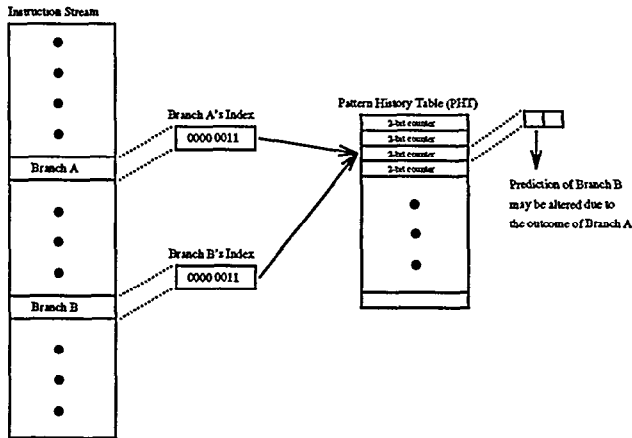 Instruction Stream
Branch A
Branch B
Branch A's Index
0000 0011
Branch B's Index
0000 0011
Pattern History Table (PHT)
2-bit counter
2-bit counter
2-bit counter
2-bit counter
Prediction of Branch B
may be altered due to
the outcome of Branch A